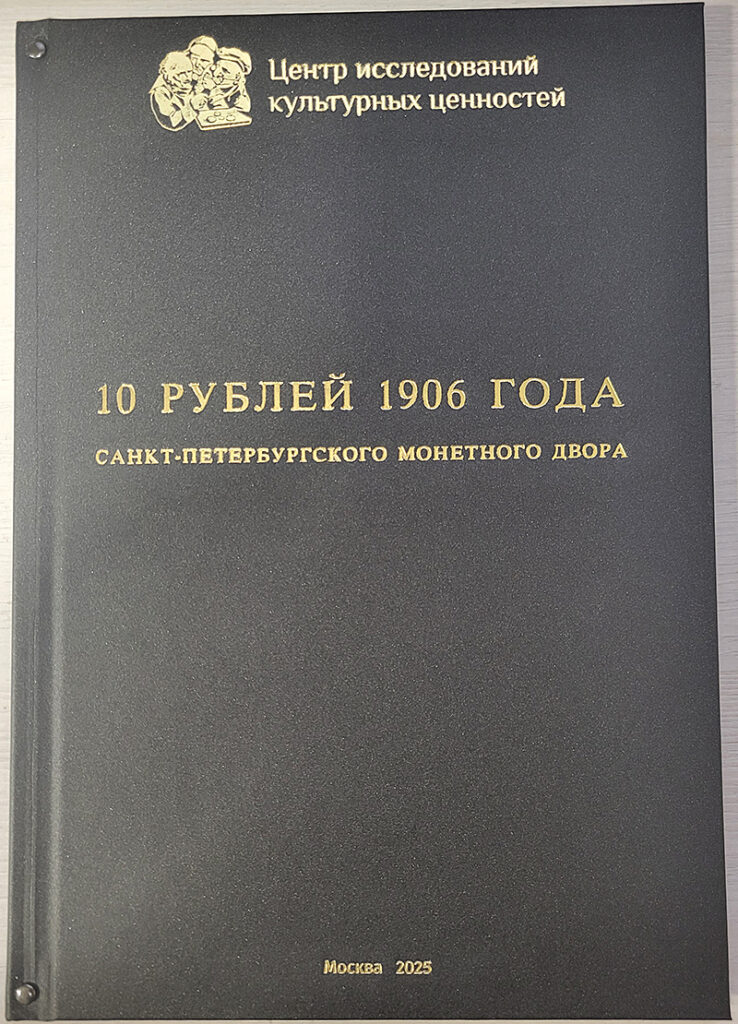 Центр исследований
культурных ценностей
10 РУБЛЕЙ 1906 ГОДА
САНКТ-ПЕТЕРБУРГСКОГО МОНЕТНОГО ДВОРА
Москва 2025